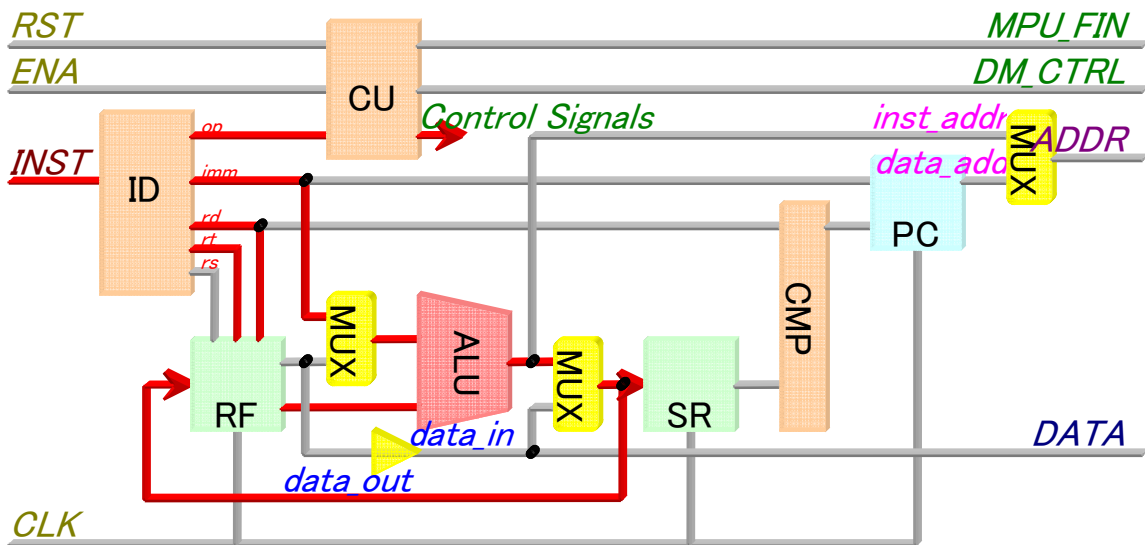 RST
MPU_FIN
ENA
DM_CTRL
CU
Control Signals
inst_addr
MUX
ADDR
op
INST
ID
imm
data_add
rd
rt
rs
PC
CMP
MUX
ALU
MUX
RF
SR
data_in
DATA
data_out
CLK